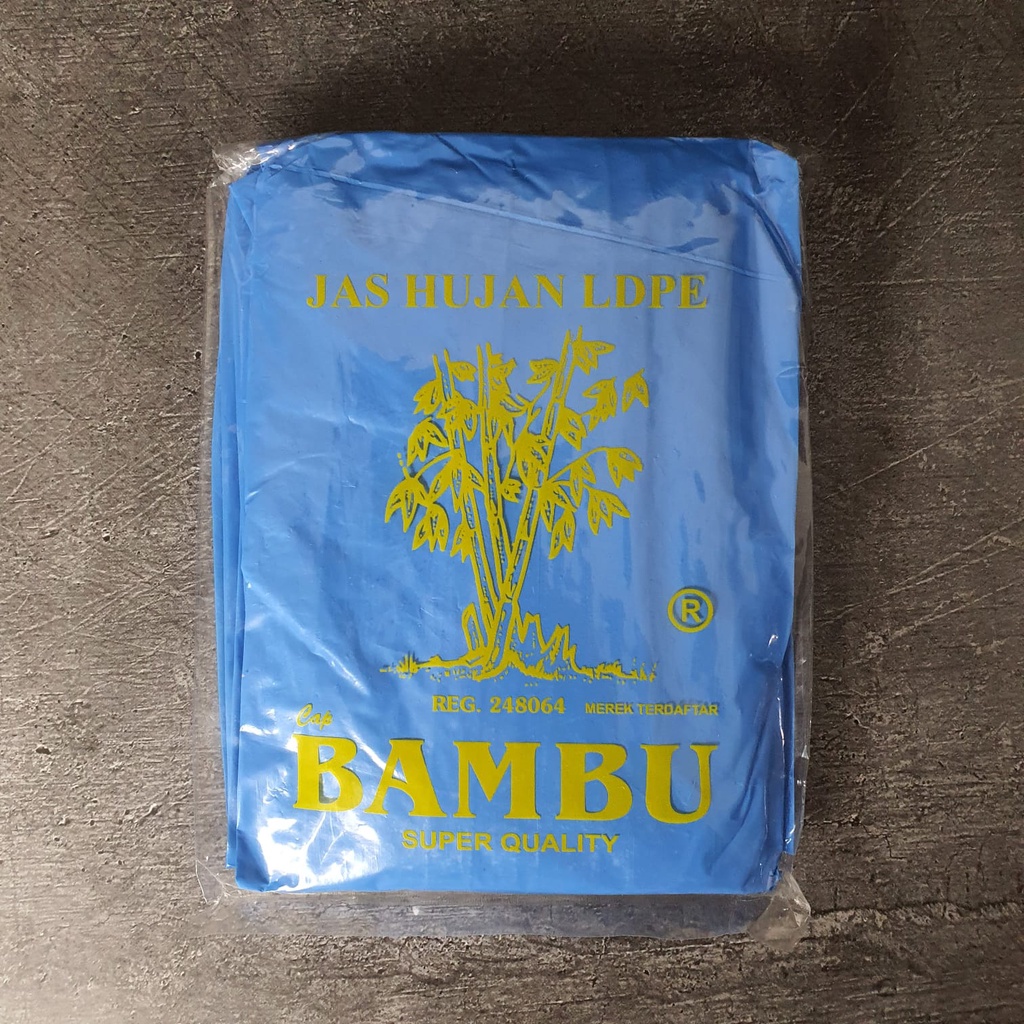 JAS HUJAN LDPE
®
REG. 248064 MEREK TERDAFTAR
Cap
BAMBU
SUPER QUALITY